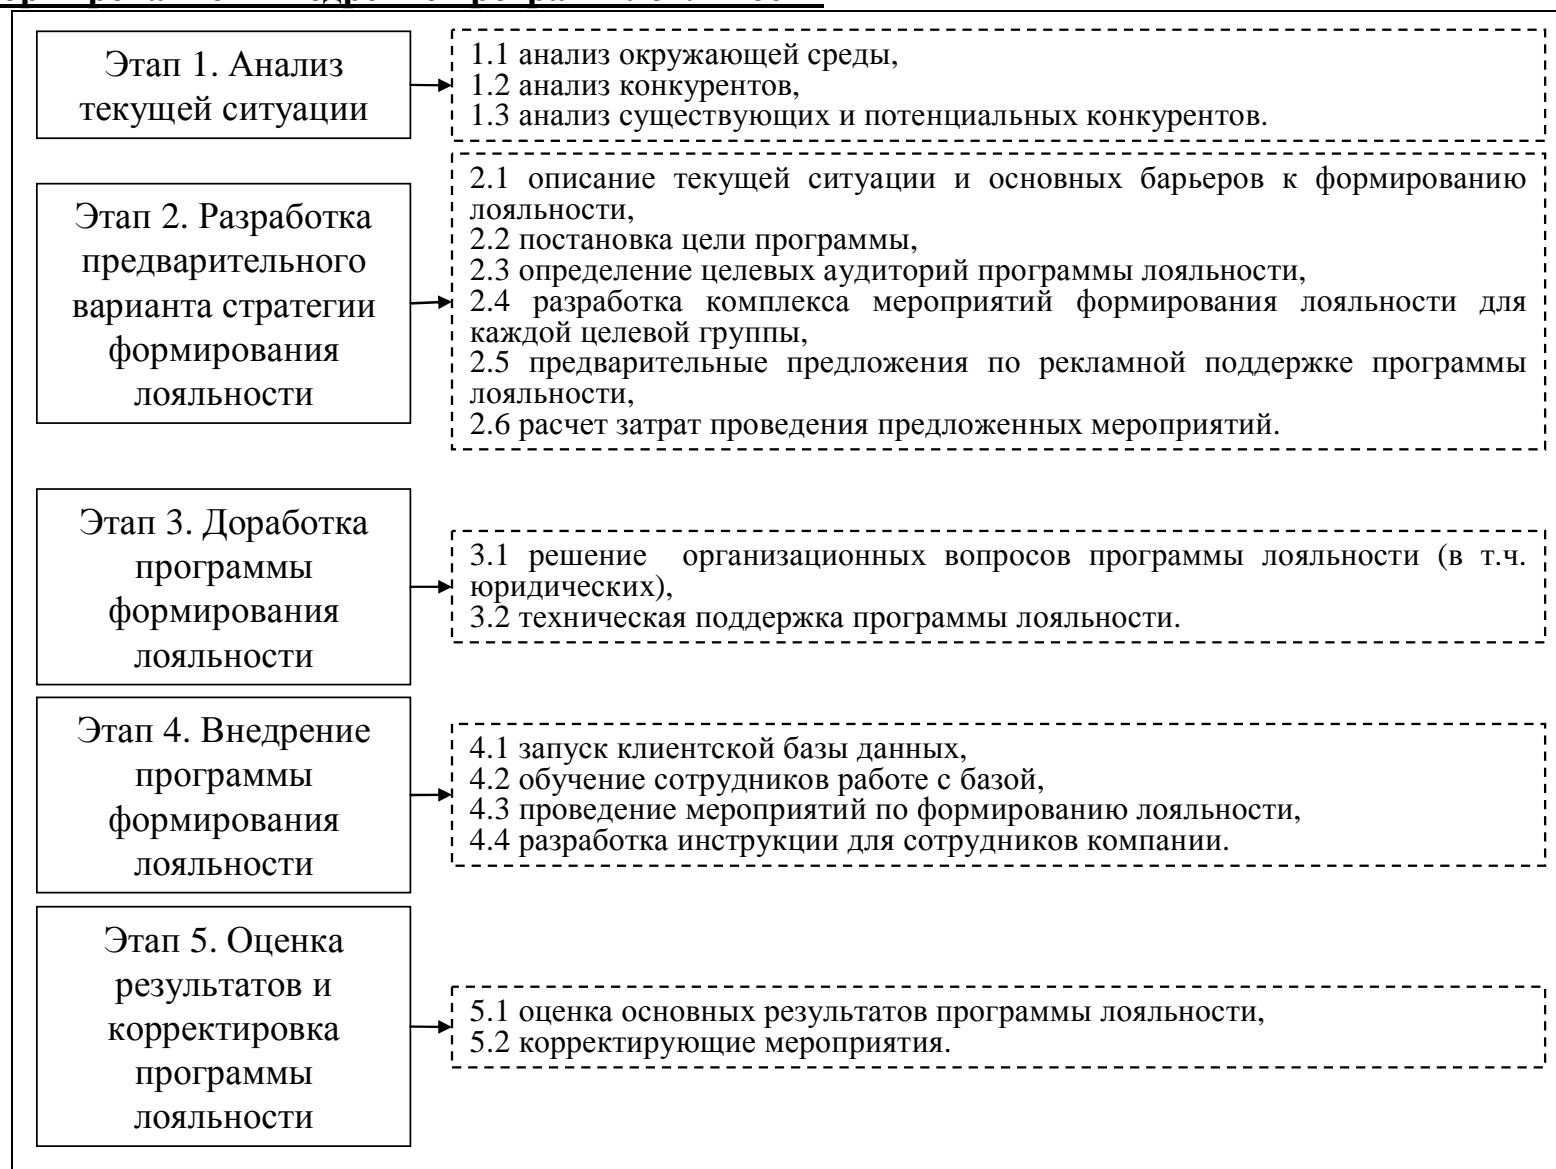 Этап 1. Анализ
текущей ситуации
1.1 анализ окружающей среды,
1.2 анализ конкурентов,
1.3 анализ существующих и потенциальных конкурентов.
Этап 2. Разработка
предварительного
варианта стратегии
формирования
лояльности
2.1 описание текущей ситуации и основных барьеров к формированию
лояльности,
2.2 постановка цели программы,
2.3 определение целевых аудиторий программы лояльности,
2.4 разработка комплекса мероприятий формирования лояльности для
каждой целевой группы,
2.5 предварительные предложения по рекламной поддержке программы
лояльности,
2.6 расчет затрат проведения предложенных мероприятий.
Этап 3. Доработка
программы
формирования
лояльности
3.1 решение организационных вопросов программы лояльности (в т.ч.
юридических),
3.2 техническая поддержка программы лояльности.
Этап 4. Внедрение
программы
формирования
лояльности
4.1 запуск клиентской базы данных,
4.2 обучение сотрудников работе с базой,
4.3 проведение мероприятий по формированию лояльности,
4.4 разработка инструкции для сотрудников компании.
Этап 5. Оценка
результатов и
корректировка
программы
лояльности
5.1 оценка основных результатов программы лояльности,
5.2 корректирующие мероприятия.